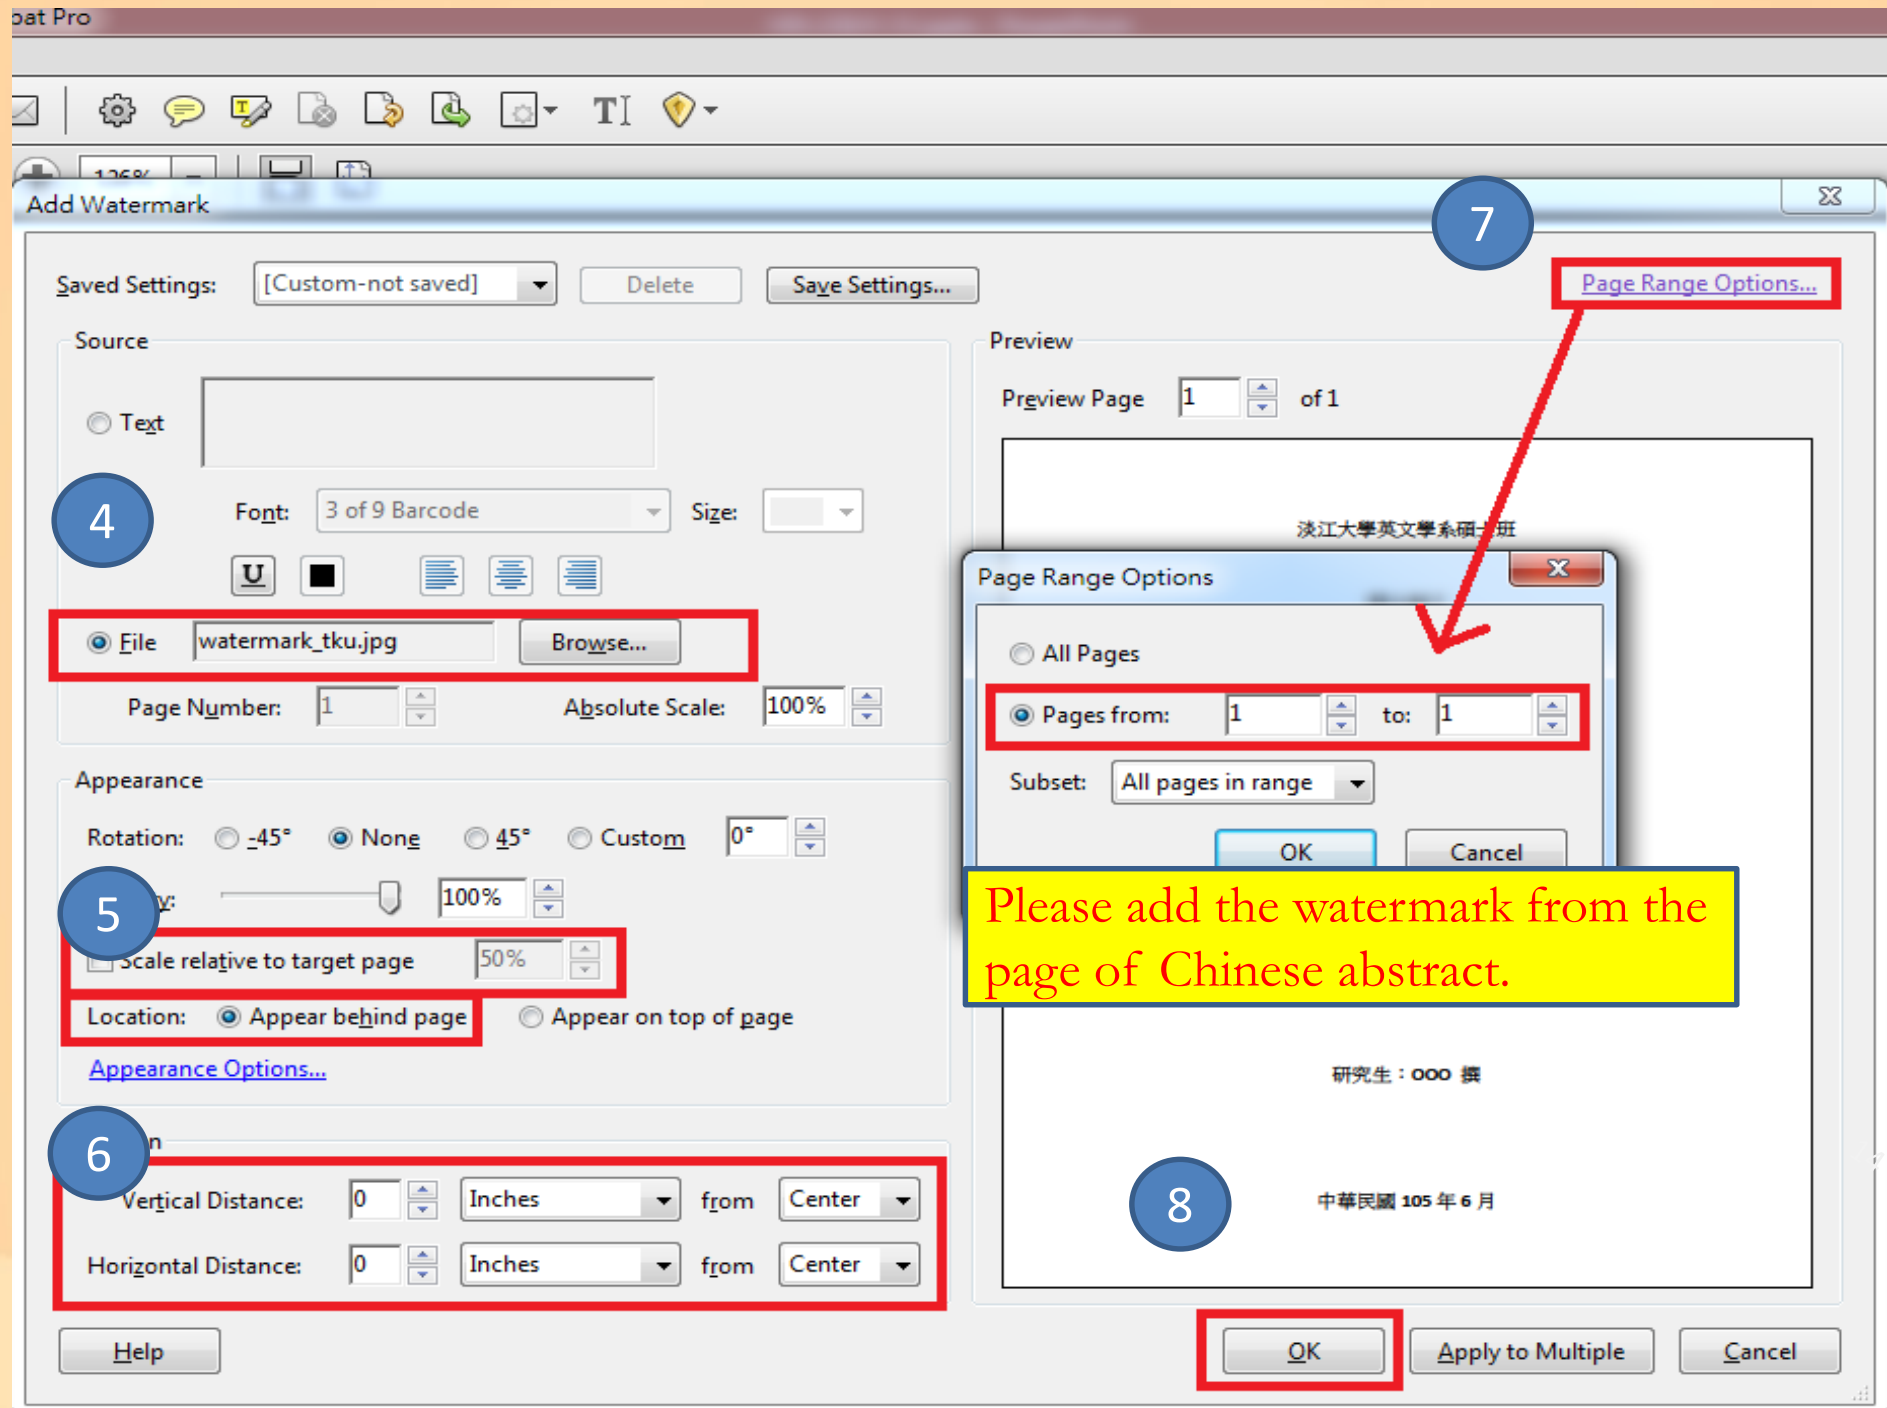 bat Pro
126%
Add Watermark
7
Saved Settings: [Custom-not saved] Delete Save Settings... Page Range Options...
Source
Text
4
Font: 3 of 9 Barcode Size:
U
File watermark_tku.jpg Browse...
Page Number: 1 Absolute Scale: 100%
Appearance
Rotation: -45° None 45° Custom 0°
5
y: 100%
Scale relative to target page 50%
Location: Appear behind page Appear on top of page
Appearance Options...
6
n
Vertical Distance: 0 Inches from Center
Horizontal Distance: 0 Inches from Center
Help
Preview
Preview Page 1 of 1
淡江大學英文學系碩士班
Page Range Options
All Pages
Pages from: 1 to: 1
Subset: All pages in range
OK Cancel
Please add the watermark from the
page of Chinese abstract.
研究生：OOO 撰
8
中華民國 105 年 6 月
OK Apply to Multiple Cancel